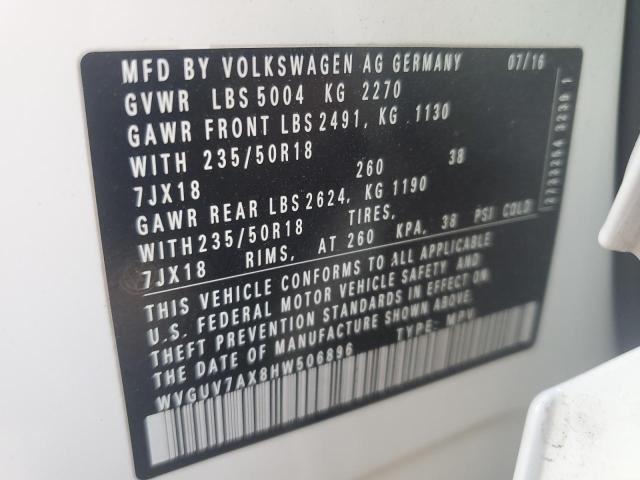 MFD BY VOLKSWAGEN AG GERMANY 07/16
GVWR LBS 5004 KG 2270
GAWR FRONT LBS 2491, KG 1130
WITH 235/50R18
7JX18 260 38
GAWR REAR LBS 2624, KG 1190
WITH 235/50R18 TIRES,
7JX18 RIMS, AT 260 KPA, 38 PSI COLD
THIS VEHICLE CONFORMS TO ALL APPLICABLE
U.S. FEDERAL MOTOR VEHICLE SAFETY AND
THEFT PREVENTION STANDARDS IN EFFECT ON
THE DATE OF MANUFACTURE SHOWN ABOVE.
WVGUV7AX8HW506896 TYPE: MPV